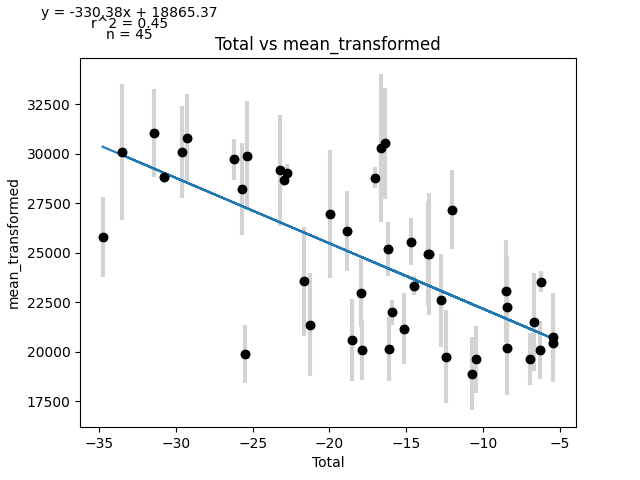 y = -330.38x + 18865.37
r^2 = 0.45
n = 45
Total vs mean_transformed
mean_transformed
32500
30000
27500
25000
22500
20000
17500
−35 −30 −25 −20 −15 −10 −5
Total